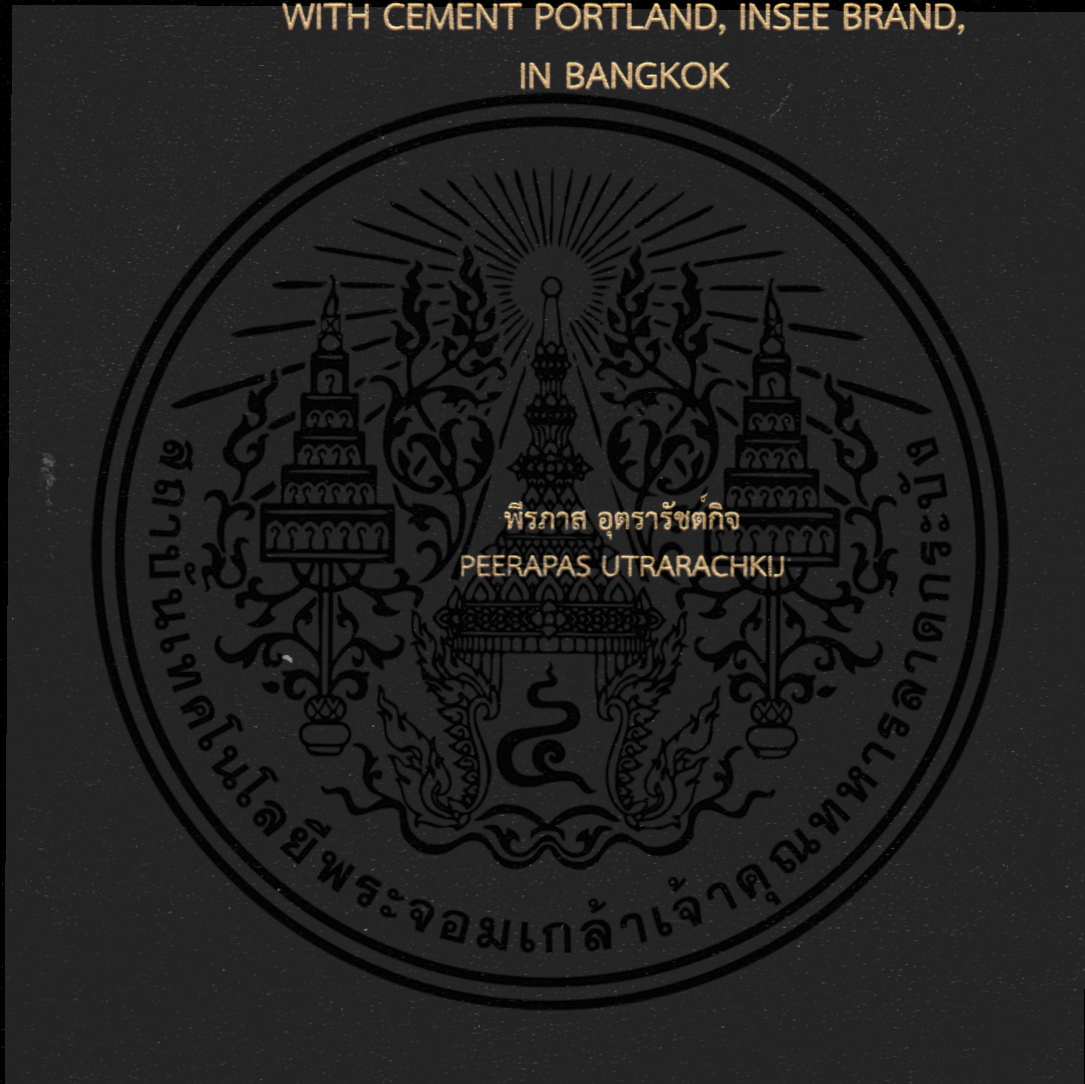 WITH CEMENT PORTLAND, INSEE BRAND,
IN BANGKOK
พีรภาส อุตรารัชต์กิจ
PEERAPAS UTRARACHKIJ
สถาบันเทคโนโลยีพระจอมเกล้าเจ้าคุณทหารลาดกระบัง
๔